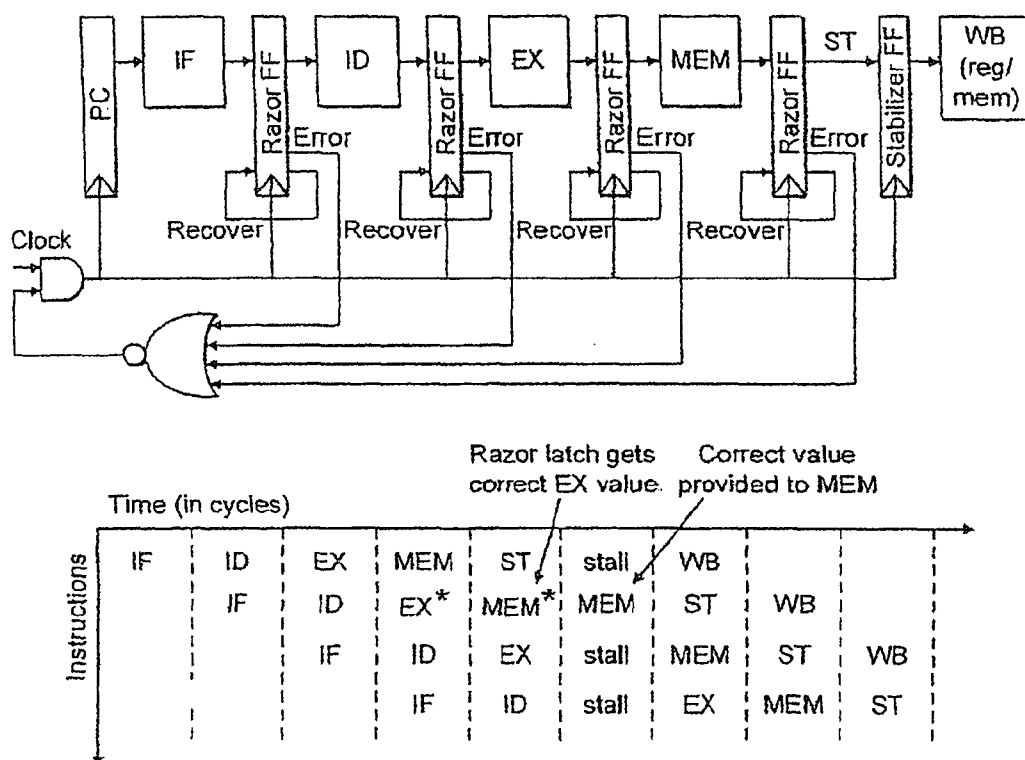 PC
IF
Razor FF
ID
Razor FF
EX
Razor FF
MEM
Razor FF
ST
Stabilizer FF
WB
(reg/
mem)
Error
Error
Error
Error
Recover
Recover
Recover
Recover
Clock
Razor latch gets
correct EX value.
Correct value
provided to MEM
Time (in cycles)
Instructions
IF ID EX MEM ST stall WB
IF ID EX* MEM* MEM ST WB
IF ID EX stall MEM ST WB
IF ID stall EX MEM ST